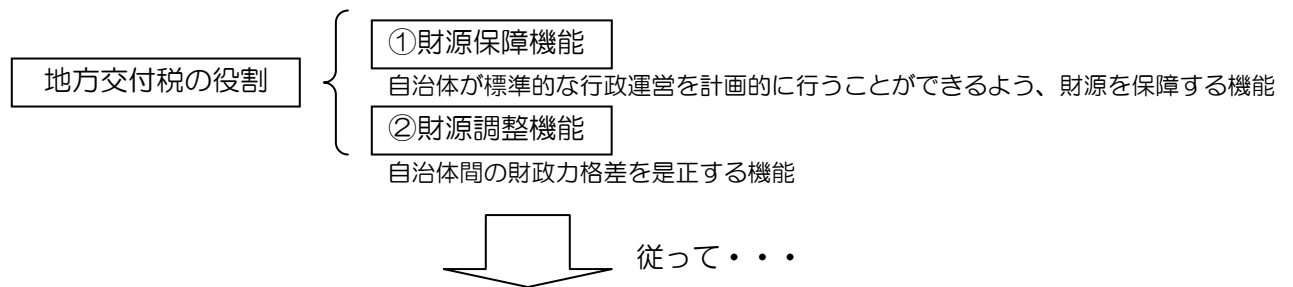 地方交付税の役割
①財源保障機能
自治体が標準的な行政運営を計画的に行うことができるよう、財源を保障する機能
②財源調整機能
自治体間の財政力格差を是正する機能
従って・・・